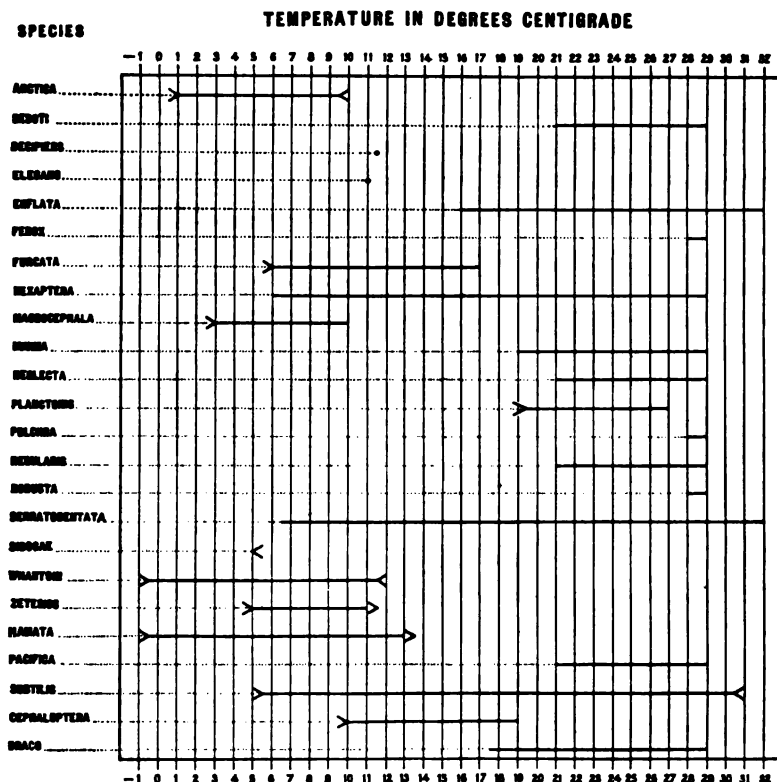 TEMPERATURE IN DEGREES CENTIGRADE
SPECIES
−1 0 1 2 3 4 5 6 7 8 9 10 11 12 13 14 15 16 17 18 19 20 21 22 23 24 25 26 27 28 29 30 31 32
ARCTICA
BEDOTI
DECIPIENS
ELEGANS
ENFLATA
FEROX
FURCATA
HEXAPTERA
MACROCEPHALA
MINIMA
NEGLECTA
PLANCTONIS
PULCHRA
REGULARIS
ROBUSTA
SERRATODENTATA
SIBOGAE
WHARTONI
ZETESIOS
HAMATA
PACIFICA
SUBTILIS
CEPHALOPTERA
DRACO
−1 0 1 2 3 4 5 6 7 8 9 10 11 12 13 14 15 16 17 18 19 20 21 22 23 24 25 26 27 28 29 30 31 32